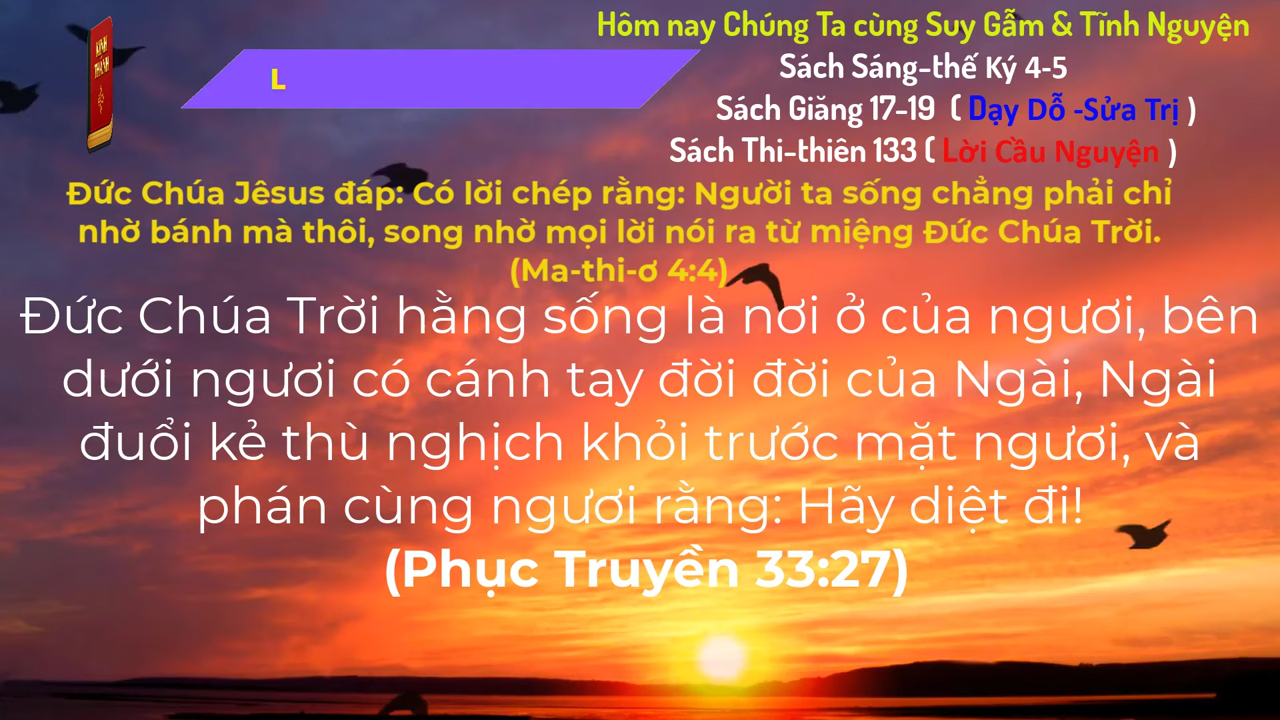 Hôm nay Chúng Ta cùng Suy Gẫm & Tĩnh Nguyện
Sách Sáng-thế Ký 4-5
Sách Giăng 17-19 ( Dạy Dỗ -Sửa Trị )
Sách Thi-thiên 133 ( Lời Cầu Nguyện )
KINH
THÁNH
L
Đức Chúa Jêsus đáp: Có lời chép rằng: Người ta sống chẳng phải chỉ
nhờ bánh mà thôi, song nhờ mọi lời nói ra từ miệng Đức Chúa Trời.
(Ma-thi-ơ 4:4)
Đức Chúa Trời hằng sống là nơi ở của ngươi, bên
dưới ngươi có cánh tay đời đời của Ngài, Ngài
đuổi kẻ thù nghịch khỏi trước mặt ngươi, và
phán cùng ngươi rằng: Hãy diệt đi!
(Phục Truyền 33:27)